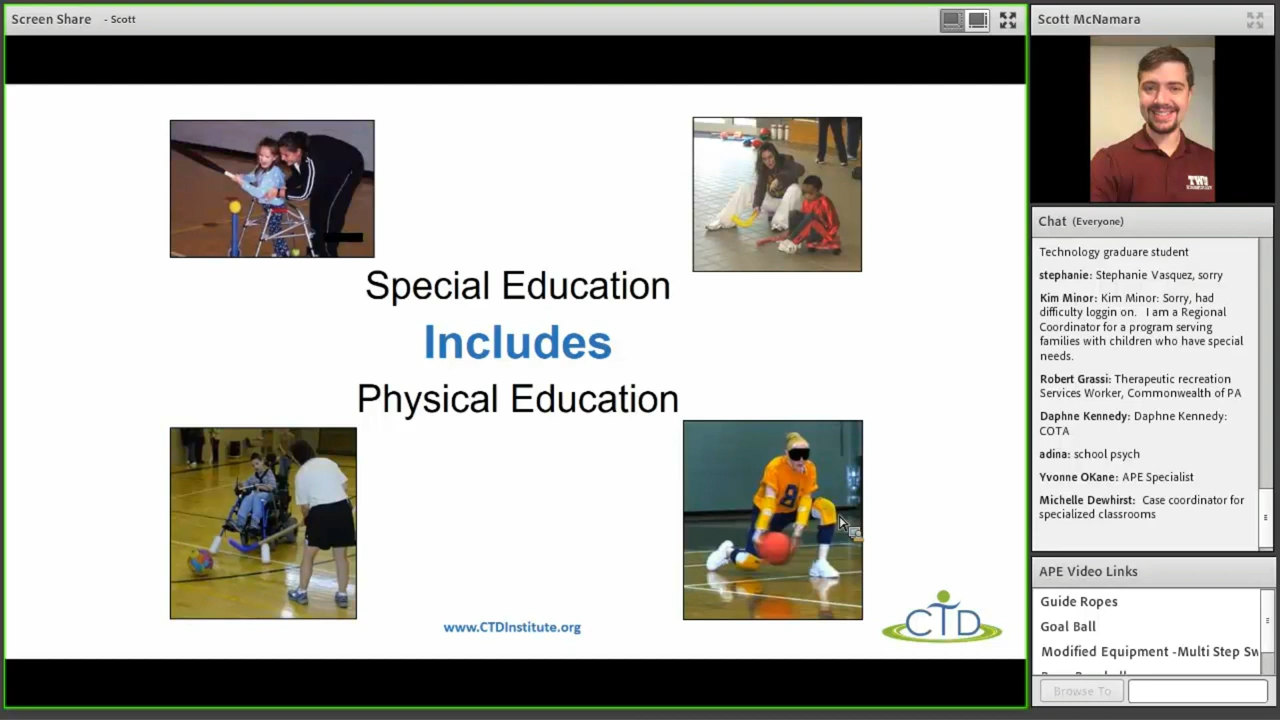 Screen Share - Scott
Special Education
Includes
Physical Education
8
www.CTDInstitute.org
CTD
Scott McNamara
TWU
Chat (Everyone)
Technology graduate student
stephanie: Stephanie Vasquez, sorry
Kim Minor: Kim Minor: Sorry, had
difficulty loggin on. I am a Regional
Coordinator for a program serving
families with children who have special
needs.
Robert Grassi: Therapeutic recreation
Services Worker, Commonwealth of PA
Daphne Kennedy: Daphne Kennedy:
COTA
adina: school psych
Yvonne OKane: APE Specialist
Michelle Dewhirst: Case coordinator for
specialized classrooms
APE Video Links
Guide Ropes
Goal Ball
Modified Equipment -Multi Step Sw
Browse To